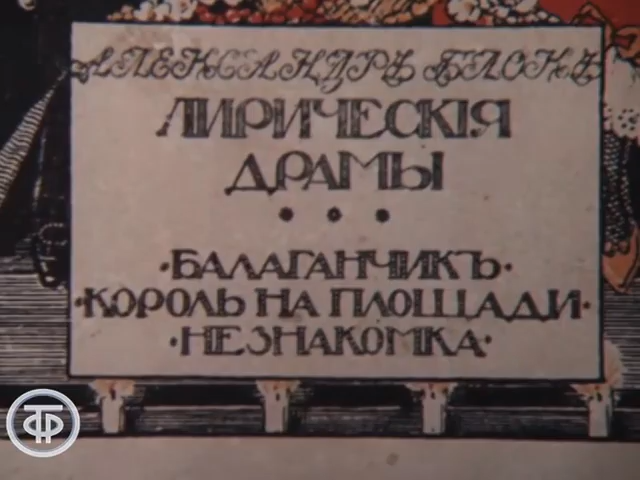 АЛЕКСАНДРЪ БЛОКЪ
ЛИРИЧЕСКІЯ
ДРАМЫ
• • •
·БАЛАГАНЧИКЪ·
·КОРОЛЬ НА ПЛОЩАДИ·
·НЕЗНАКОМКА·